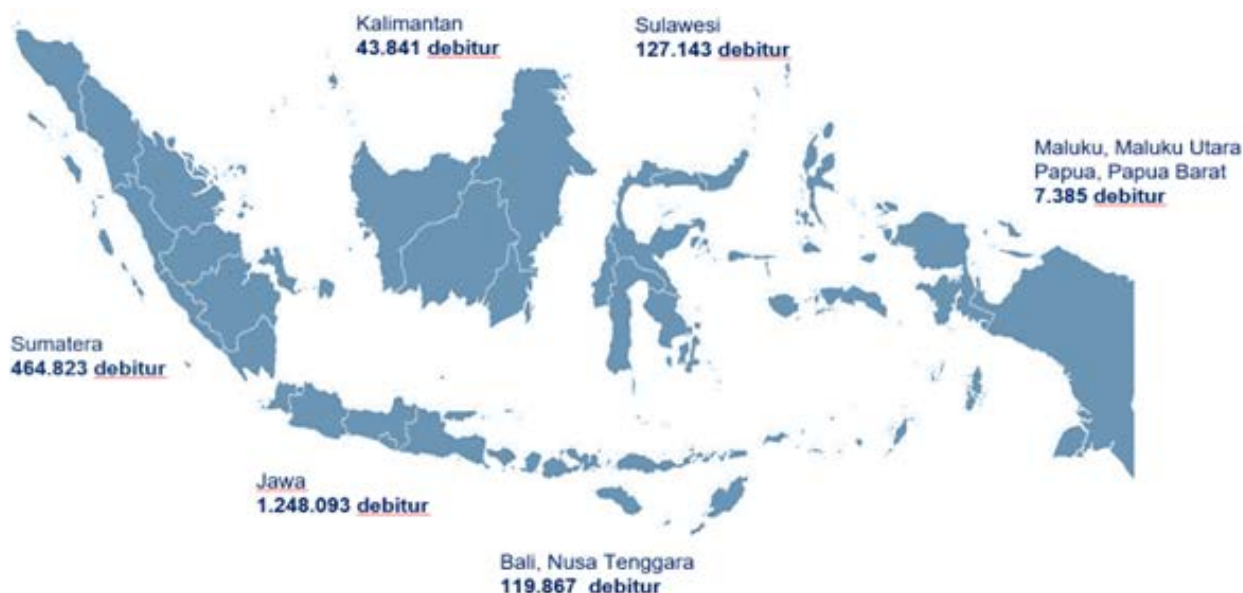 Kalimantan
43.841 debitur
Sulawesi
127.143 debitur
Maluku, Maluku Utara
Papua, Papua Barat
7.385 debitur
Sumatera
464.823 debitur
Jawa
1.248.093 debitur
Bali, Nusa Tenggara
119.867 debitur